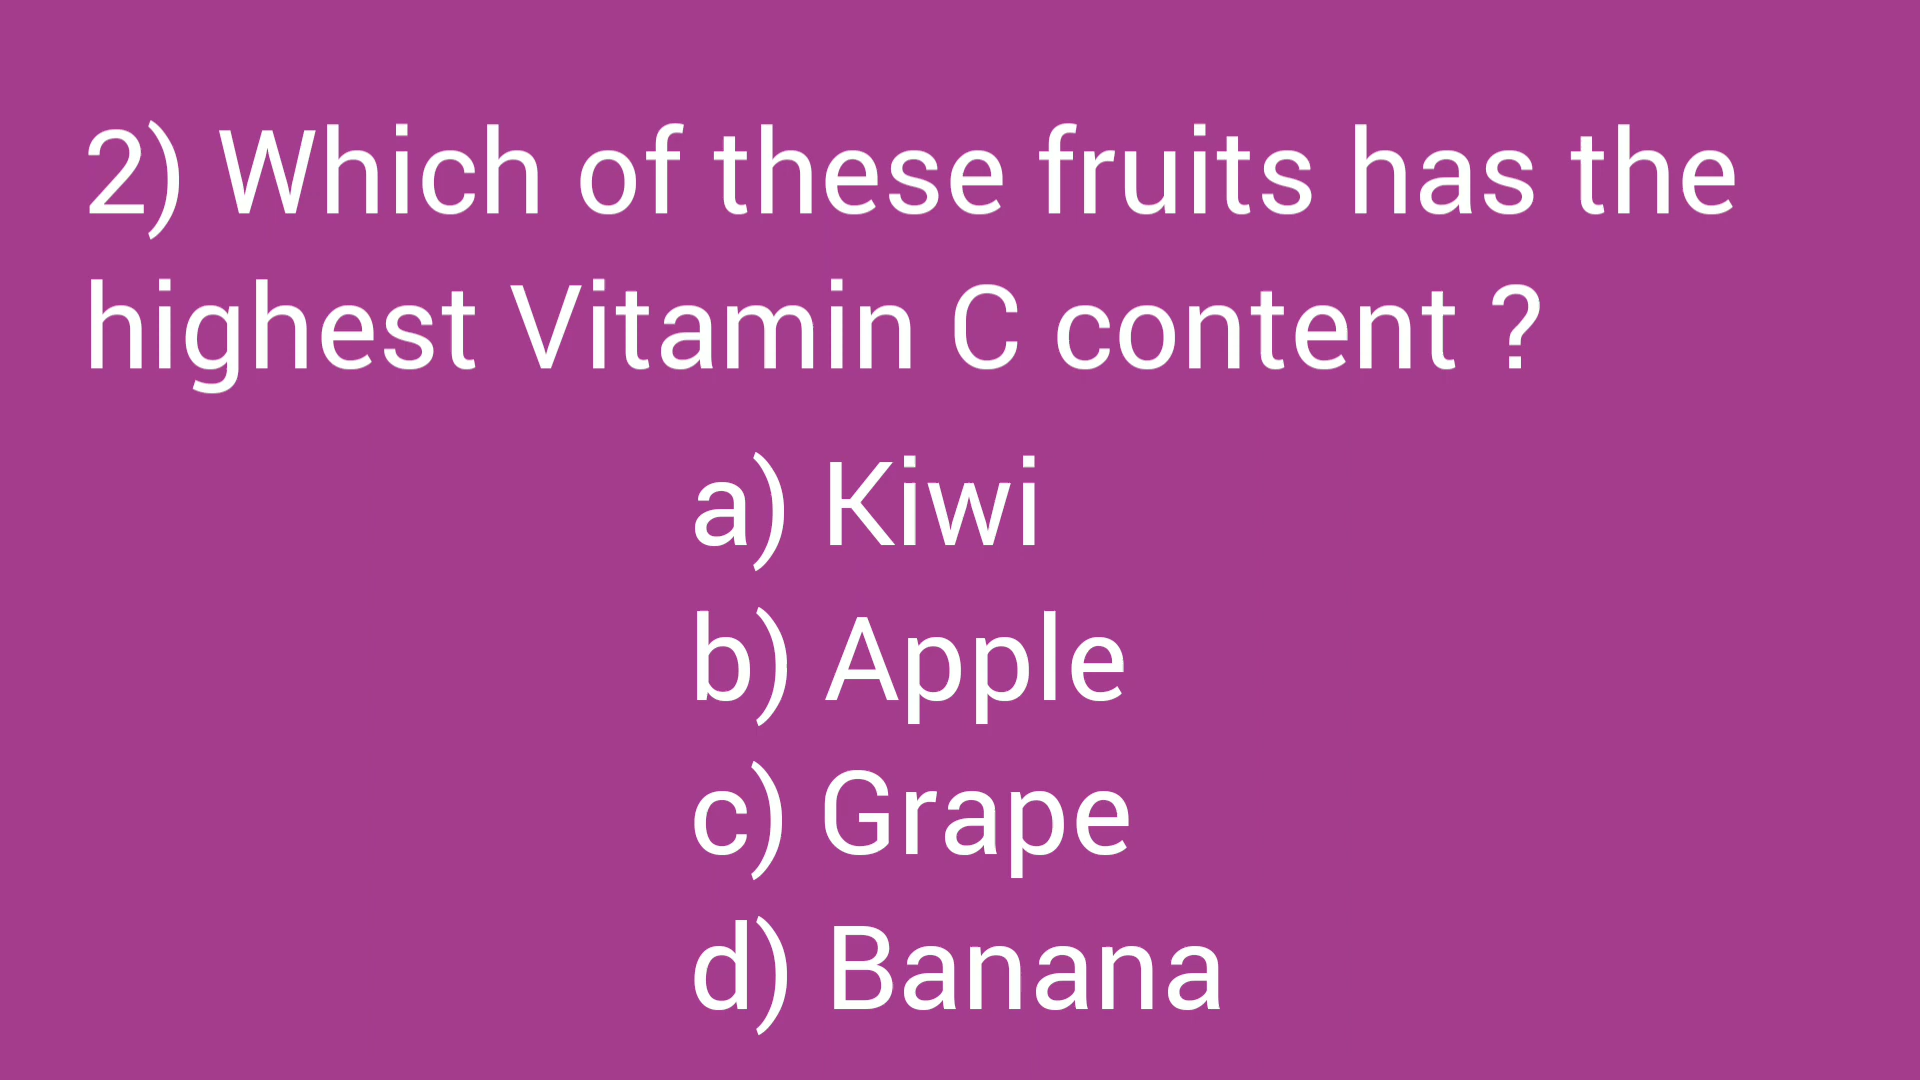 2) Which of these fruits has the
highest Vitamin C content ?
a) Kiwi
b) Apple
c) Grape
d) Banana